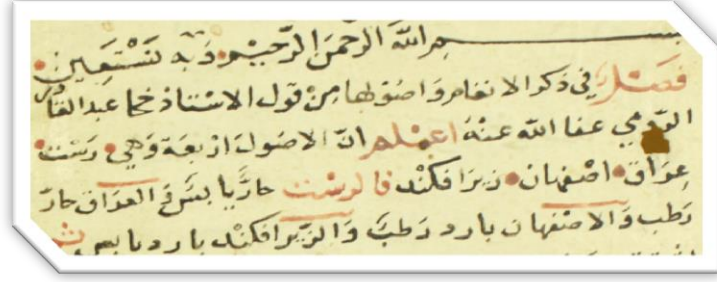 بسم الله الرحمن الرحيم وبه نستعين
فصل في ذكر الانغام واصولها من قول الاستاذ عبد القادر
الرومي عفا الله عنه اعلم ان الاصول اربعة وهي رست
عراق اصفهان زيرافكند فالرست حار يابس والعراق حار
رطب والاصفهان بارد رطب والزيرافكند بارد يابس